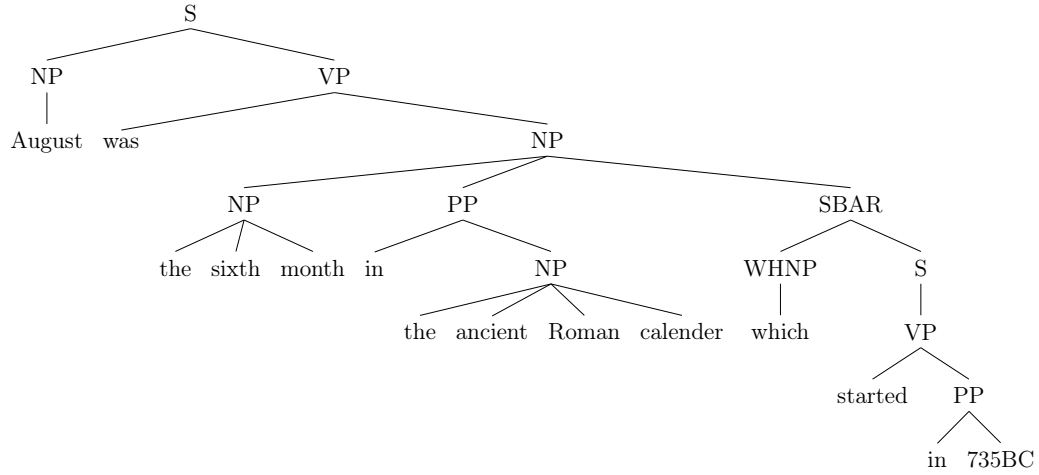 S
NP VP
August was NP
NP PP SBAR
the sixth month in NP WHNP S
the ancient Roman calender which VP
started PP
in 735BC